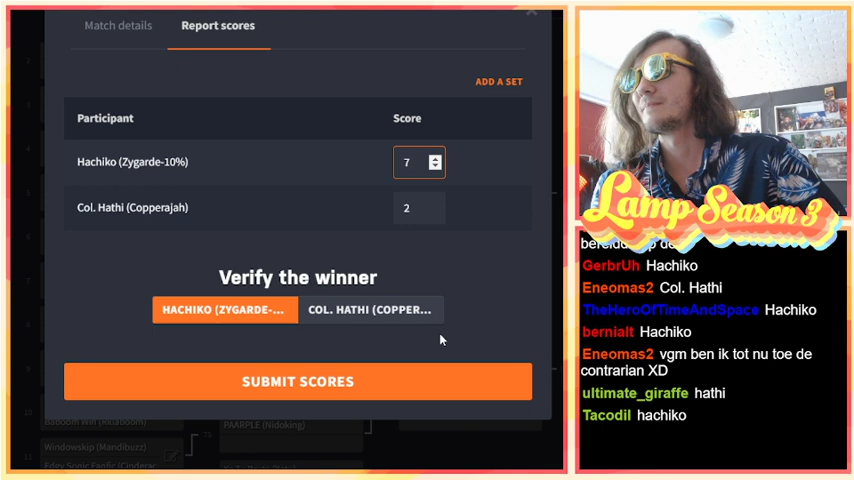 Match details
Report scores
ADD A SET
Participant
Score
Hachiko (Zygarde-10%)
7
Col. Hathi (Copperajah)
2
Verify the winner
HACHIKO (ZYGARDE-...
COL. HATHI (COPPER...
SUBMIT SCORES
PAARPLE (Nidoking)
Windowskip (Mandibuzz)
Lamp Season 3
GerbrUh Hachiko
Eneomas2 Col. Hathi
TheHeroOfTimeAndSpace Hachiko
bernialt Hachiko
Eneomas2 vgm ben ik tot nu toe de
contrarian XD
ultimate_giraffe hathi
Tacodil hachiko